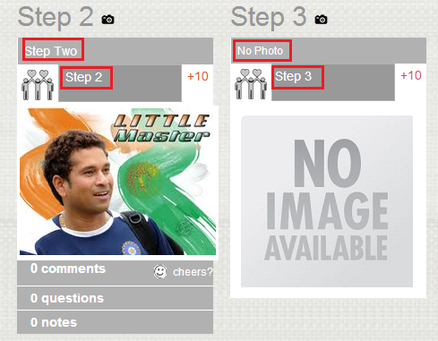 Step 2
Step Two
Step 2
+10
LITTLE
Master
0 comments
cheers?
0 questions
0 notes
Step 3
No Photo
Step 3
+10
NO
IMAGE
AVAILABLE